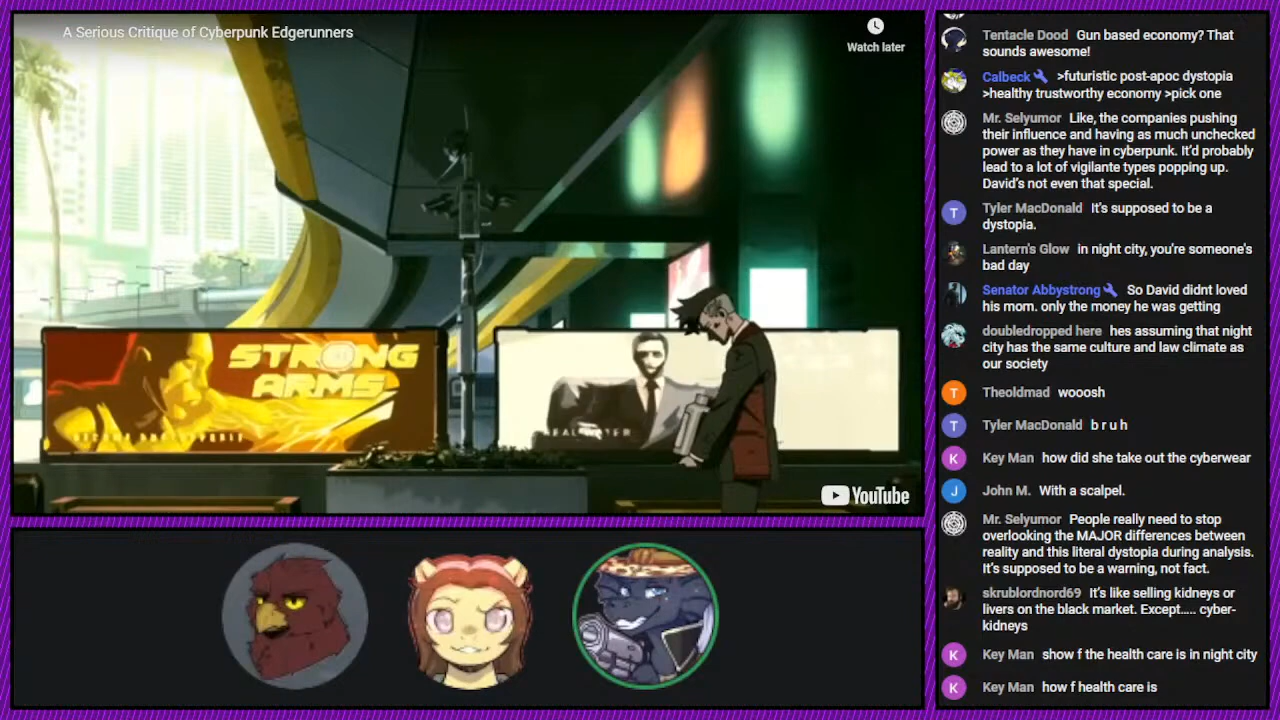 A Serious Critique of Cyberpunk Edgerunners
Watch later
STRONG
ARMS
YouTube
Tentacle Dood Gun based economy? That
sounds awesome!
Calbeck >futuristic post-apoc dystopia
>healthy trustworthy economy >pick one
Mr. Selyumor Like, the companies pushing
their influence and having as much unchecked
power as they have in cyberpunk. It'd probably
lead to a lot of vigilante types popping up.
David's not even that special.
T
Tyler MacDonald It's supposed to be a
dystopia.
Lantern's Glow in night city, you're someone's
bad day
Senator Abbystrong So David didnt loved
his mom. only the money he was getting
doubledropped here hes assuming that night
city has the same culture and law climate as
our society
T
Theoldmad wooosh
T
Tyler MacDonald b r u h
K
Key Man how did she take out the cyberwear
J
John M. With a scalpel.
Mr. Selyumor People really need to stop
overlooking the MAJOR differences between
reality and this literal dystopia during analysis.
It's supposed to be a warning, not fact.
skrublordnord69 It's like selling kidneys or
livers on the black market. Except..... cyber-
kidneys
K
Key Man show f the health care is in night city
K
Key Man how f health care is